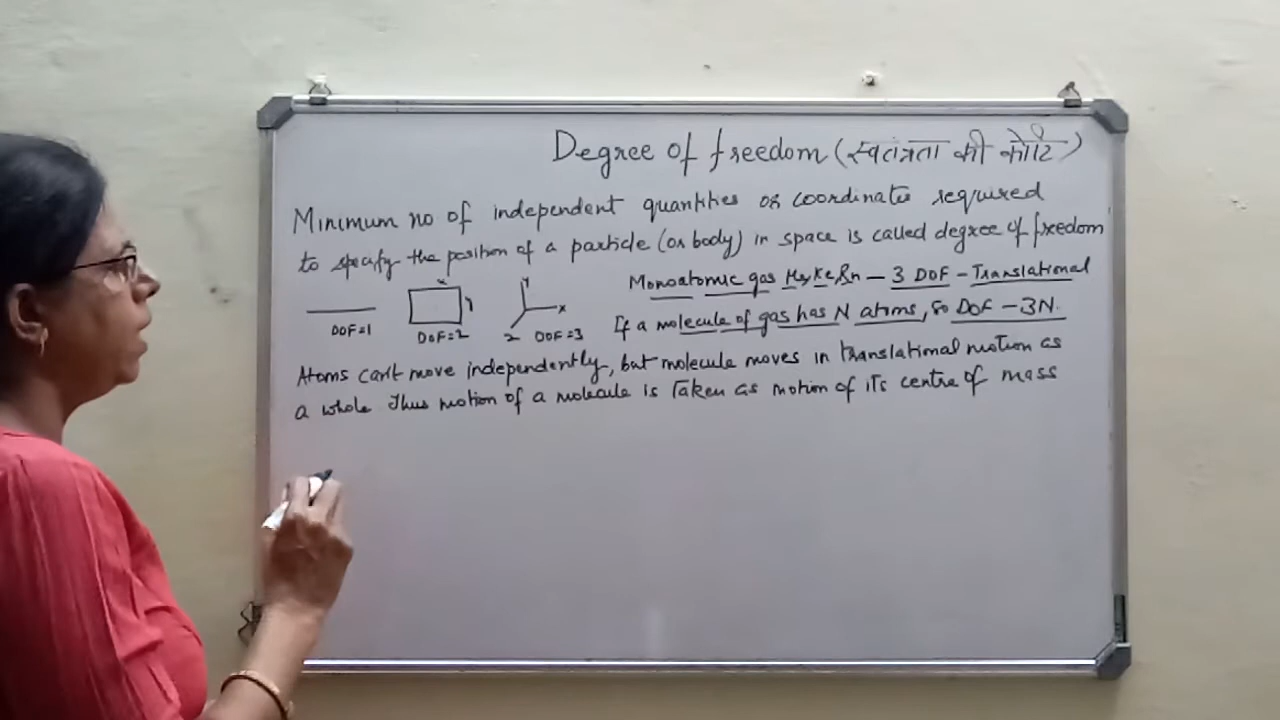 Degree of freedom (स्वतंत्रता की कोटि)
Minimum no of independent quantities or coordinates required
to specify the position of a particle (or body) in space is called degree of freedom
Monoatomic gas Rn - 3 DOF - Translational
x
y
DOF=1
DOF=2
Y
x
z
DOF=3
If a molecule of gas has N atoms, so DOF - 3N.
Atoms can't move independently, but molecule moves in translational motion as
a whole Thus motion of a molecule is Taken as motion of its centre of mass